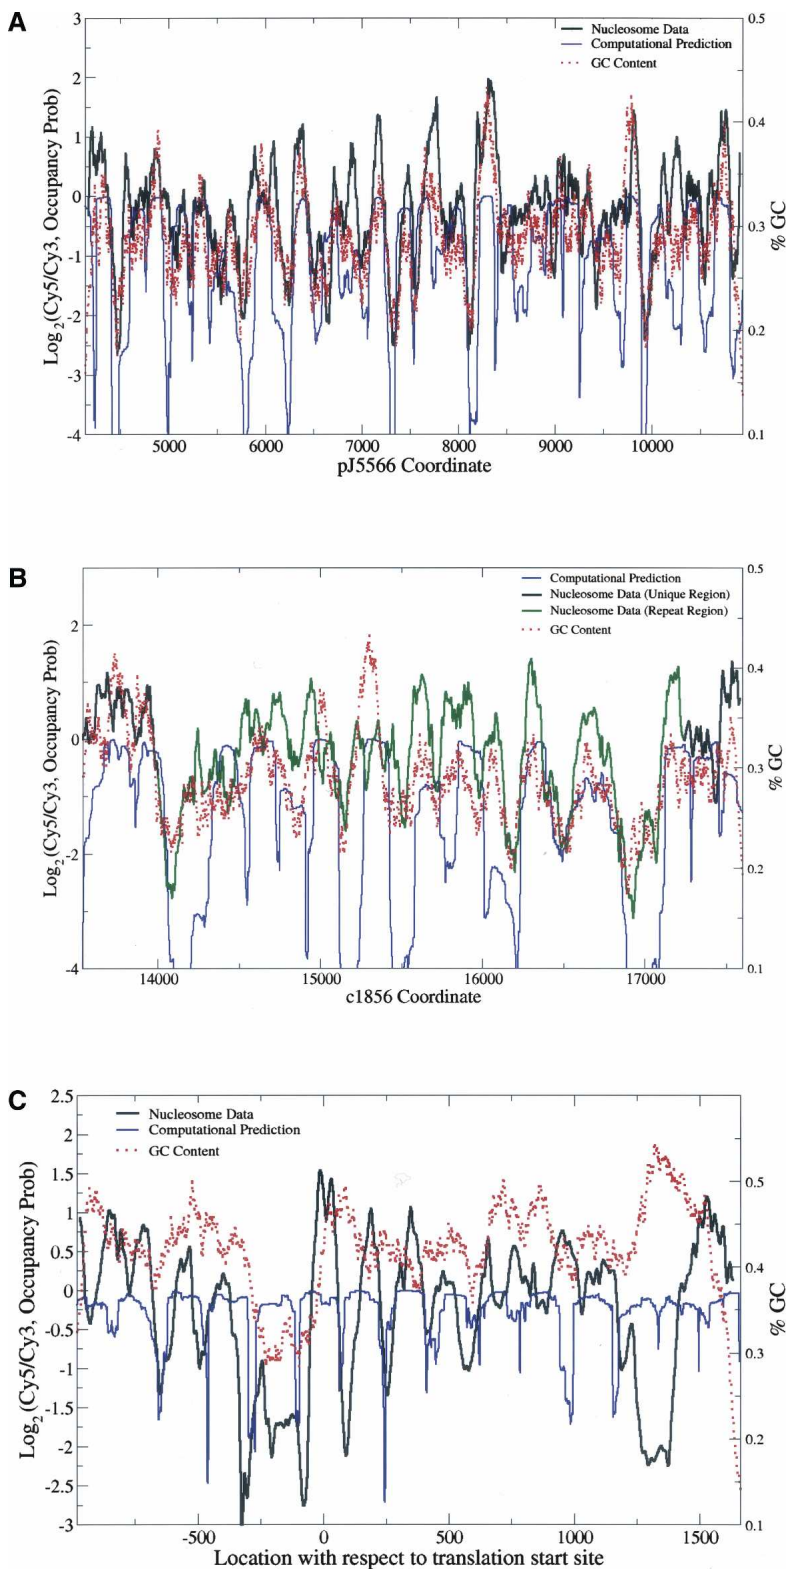 A
Nucleosome Data
Computational Prediction
GC Content
3
2
1
0
-1
-2
-3
-4
Log2(Cy5/Cy3, Occupancy Prob)
0.5
0.4
0.3
0.2
0.1
% GC
5000 6000 7000 8000 9000 10000
pJ5566 Coordinate
B
Computational Prediction
Nucleosome Data (Unique Region)
Nucleosome Data (Repeat Region)
GC Content
2
0
-2
-4
Log2(Cy5/Cy3, Occupancy Prob)
0.5
0.4
0.3
0.2
0.1
% GC
14000 15000 16000 17000
c1856 Coordinate
C
Nucleosome Data
Computational Prediction
GC Content
2.5
2
1.5
1
0.5
0
-0.5
-1
-1.5
-2
-2.5
-3
Log2(Cy5/Cy3, Occupancy Prob)
0.5
0.4
0.3
0.2
0.1
% GC
-500 0 500 1000 1500
Location with respect to translation start site